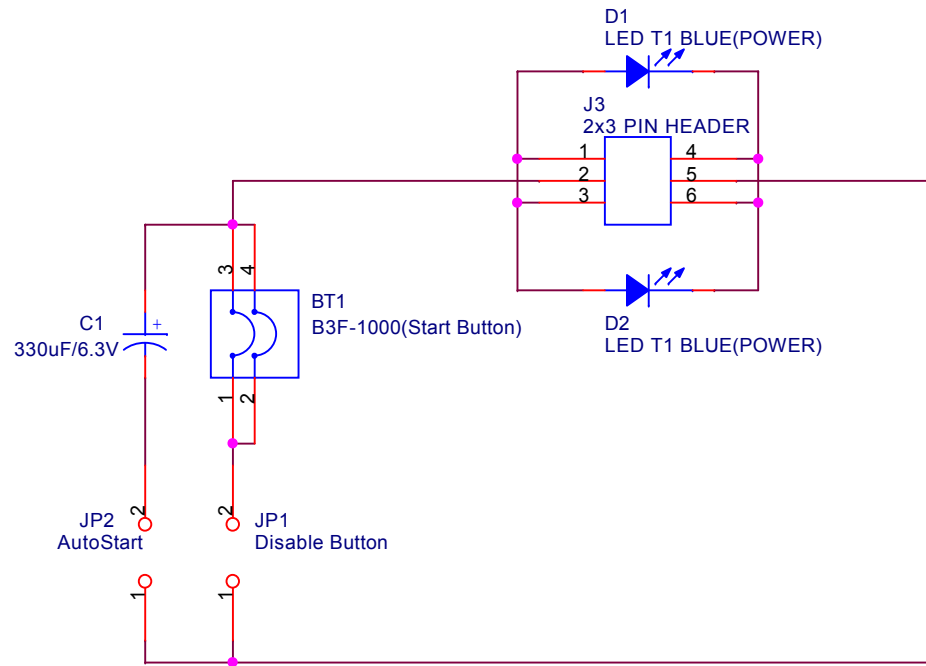 D1
LED T1 BLUE(POWER)
J3
2x3 PIN HEADER
1
4
2
5
3
6
3
4
BT1
B3F-1000(Start Button)
C1
+
330uF/6.3V
D2
LED T1 BLUE(POWER)
1
2
2
2
JP2
AutoStart
JP1
Disable Button
1
1